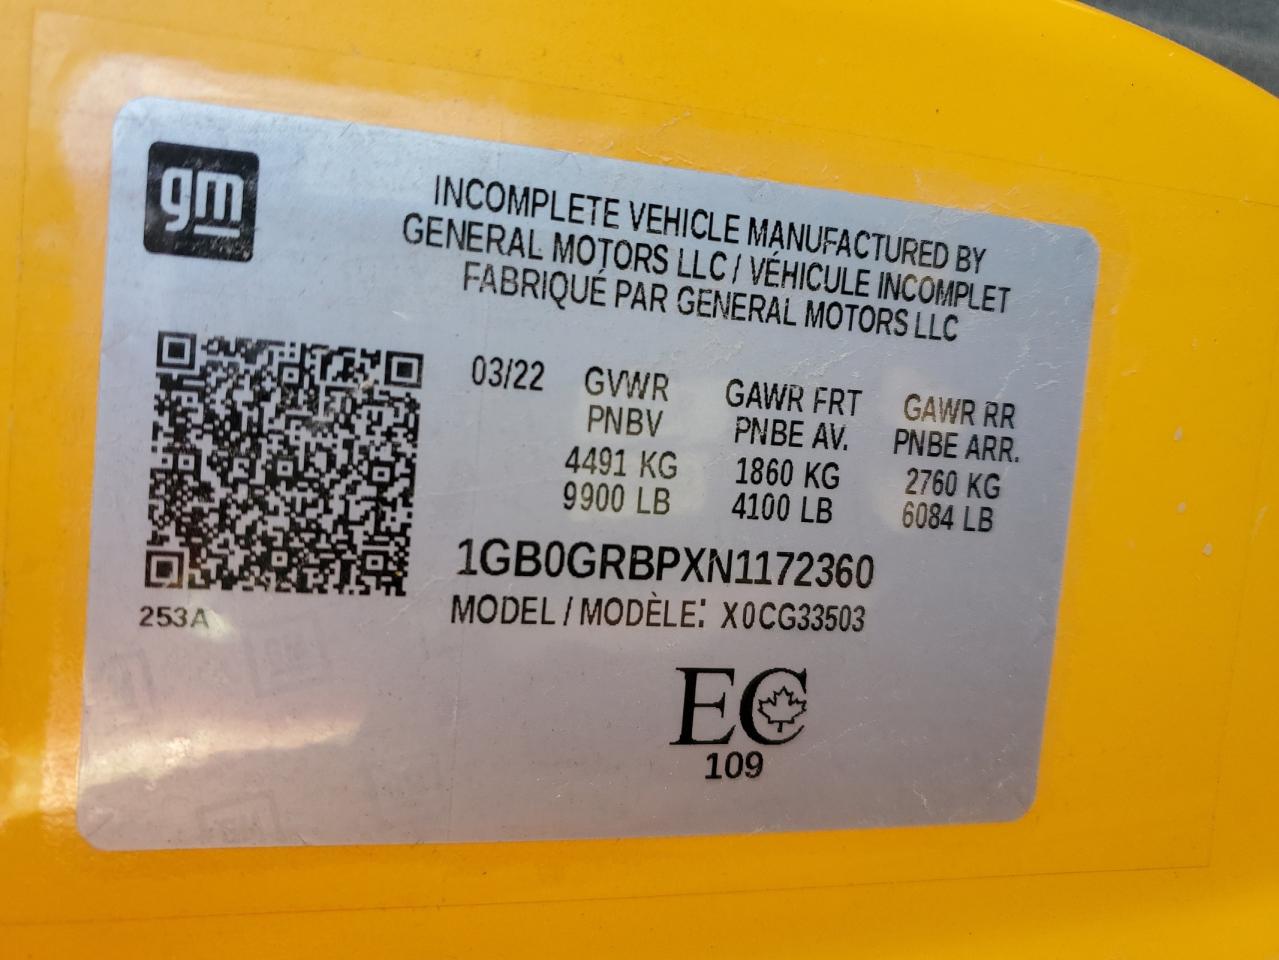 gm
INCOMPLETE VEHICLE MANUFACTURED BY
GENERAL MOTORS LLC / VÉHICULE INCOMPLET
FABRIQUÉ PAR GENERAL MOTORS LLC
03/22 GVWR GAWR FRT GAWR RR
PNBV PNBE AV. PNBE ARR.
4491 KG 1860 KG 2760 KG
9900 LB 4100 LB 6084 LB
1GB0GRBPXN1172360
253A MODEL / MODÈLE: X0CG33503
EC
109